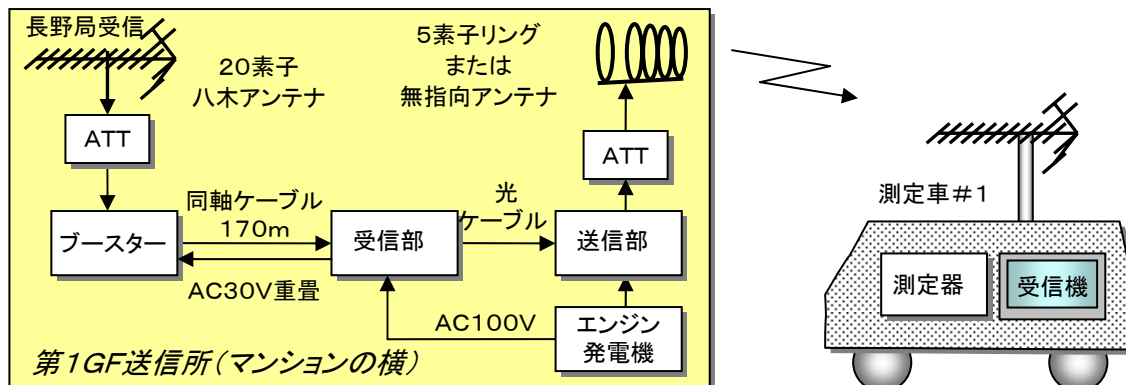 長野局受信
20素子
八木アンテナ
5素子リング
または
無指向アンテナ
ATT
ATT
ブースター
同軸ケーブル
170m
受信部
光
ケーブル
送信部
AC30V重畳
AC100V
エンジン
発電機
第1GF送信所(マンションの横)
測定車#1
測定器
受信機